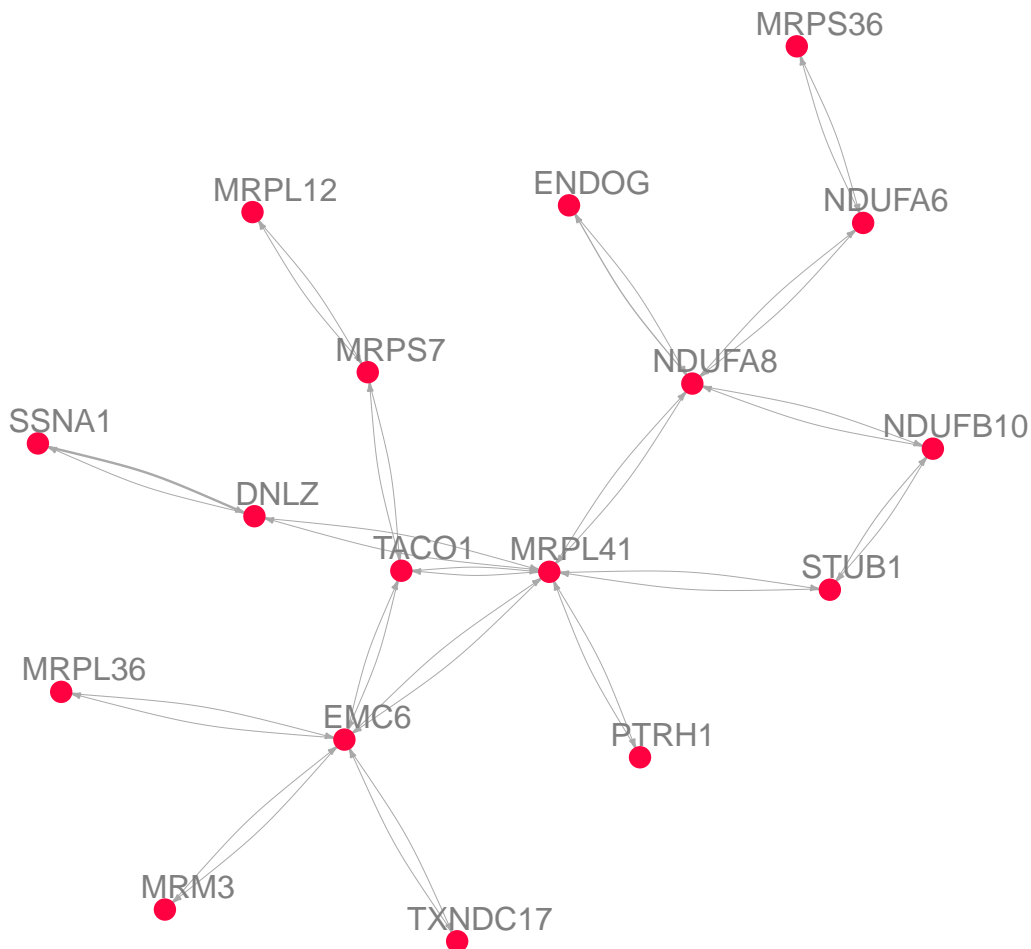 MRPS36
MRPL12
ENDOG
NDUFA6
MRPS7
NDUFA8
SSNA1
NDUFB10
DNLZ
TACO1
MRPL41
STUB1
MRPL36
EMC6
PTRH1
MRM3
TXNDC17